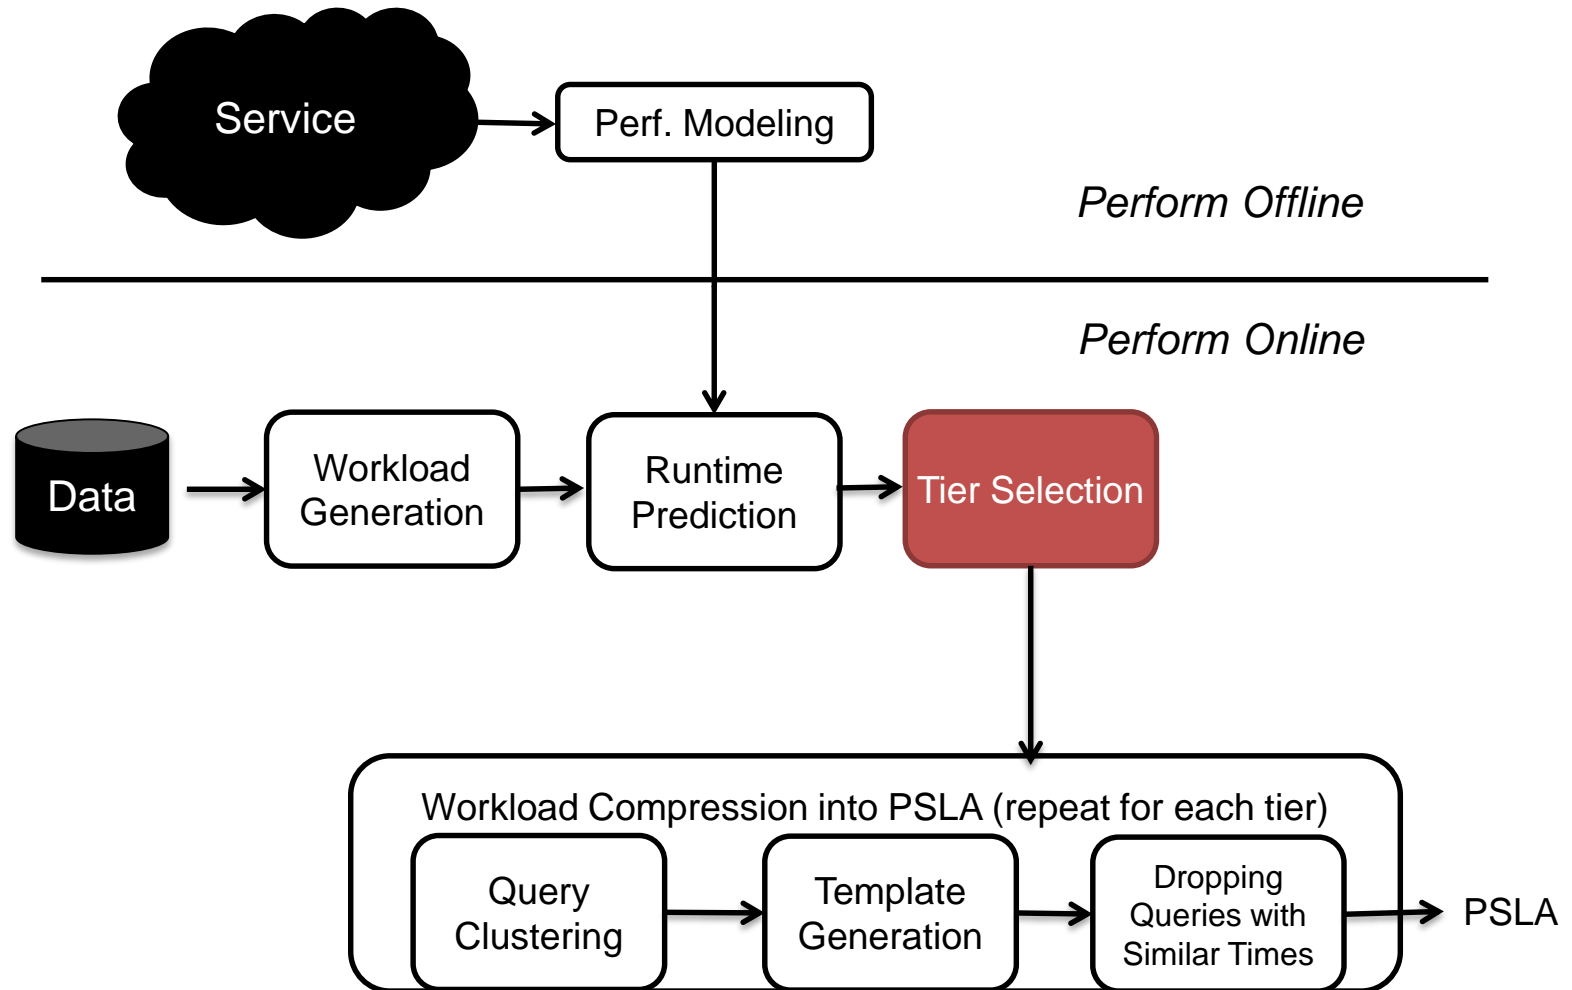 Service
Perf. Modeling
Perform Offline
Perform Online
Data
Workload
Generation
Runtime
Prediction
Tier Selection
Workload Compression into PSLA (repeat for each tier)
Query
Clustering
Template
Generation
Dropping
Queries with
Similar Times
PSLA